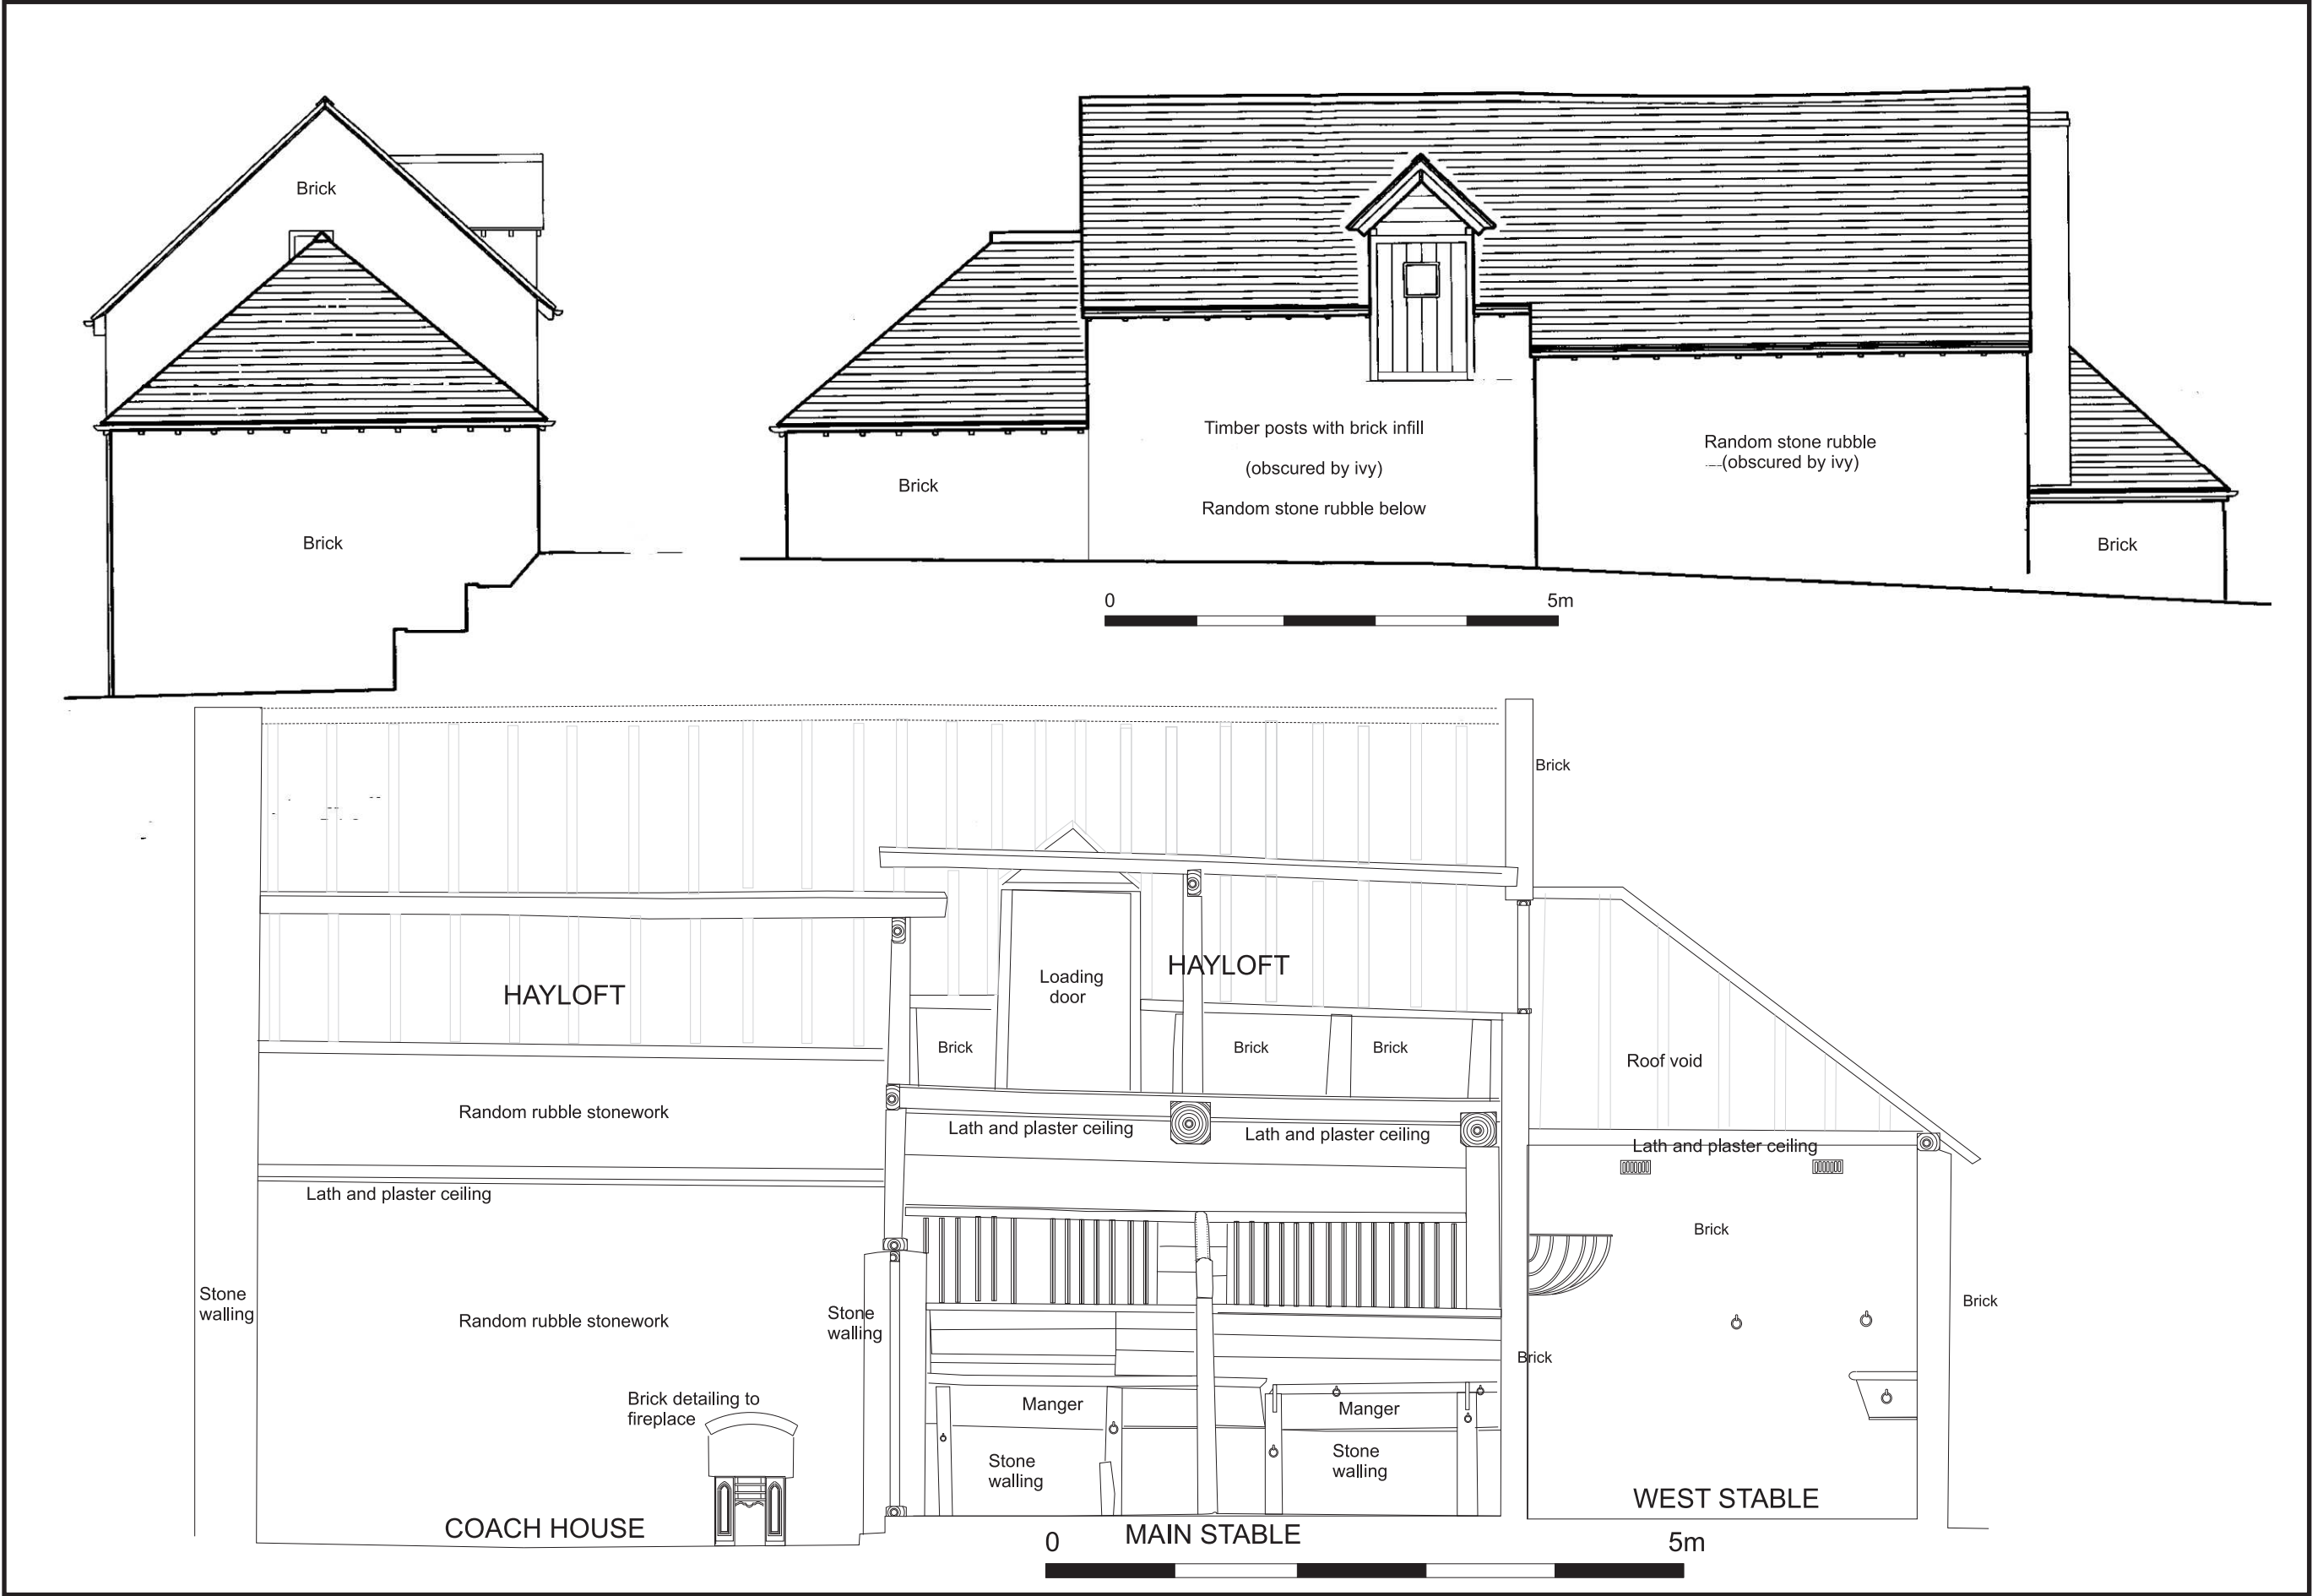 Brick
Brick
Brick
Timber posts with brick infill
(obscured by ivy)
Random stone rubble below
Random stone rubble
(obscured by ivy)
Brick
0
5m
Brick
HAYLOFT
Loading
door
HAYLOFT
Brick
Brick
Brick
Roof void
Random rubble stonework
Lath and plaster ceiling
Lath and plaster ceiling
Lath and plaster ceiling
Lath and plaster ceiling
Brick
Stone
walling
Random rubble stonework
Stone
walling
Brick
Brick
Brick detailing to
fireplace
Manger
Manger
Stone
walling
Stone
walling
COACH HOUSE
MAIN STABLE
WEST STABLE
0
5m